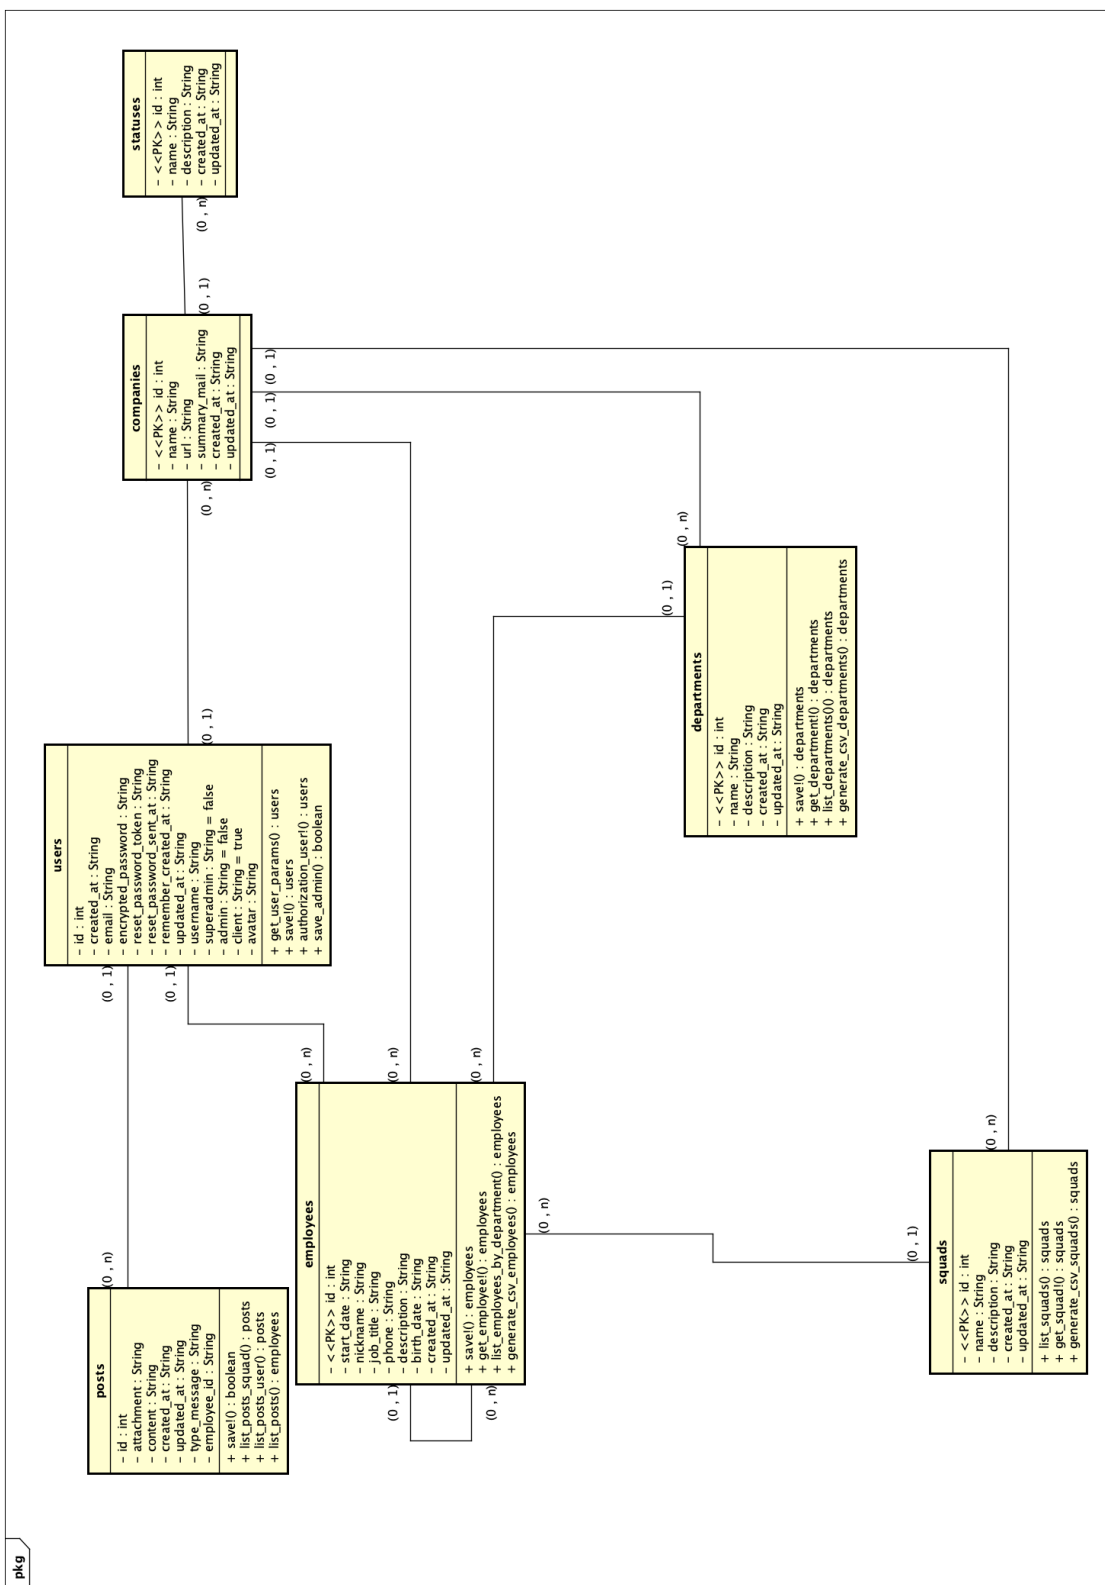 pkg
posts
– id : int
– attachment : String
– content : String
– created_at : String
– updated_at : String
– type_message : String
– employee_id : String
+ save!() : boolean
+ list_posts_squad() : posts
+ list_posts_user() : posts
+ list_posts() : employees
(0 , n)
(0 , 1)
users
– id : int
– created_at : String
– email : String
– encrypted_password : String
– reset_password_token : String
– reset_password_sent_at : String
– remember_created_at : String
– updated_at : String
– username : String
– superadmin : String = false
– admin : String = false
– client : String = true
– avatar : String
+ get_user_params() : users
+ save!() : users
+ authorization_user!() : users
+ save_admin() : boolean
(0 , 1)
(0 , n)
(0 , 1)
(0 , n)
companies
– <<PK>> id : int
– name : String
– url : String
– summary_mail : String
– created_at : String
– updated_at : String
(0 , 1)
(0 , n)
statuses
– <<PK>> id : int
– name : String
– description : String
– created_at : String
– updated_at : String
(0 , 1)
(0 , 1)
(0 , 1)
employees
– <<PK>> id : int
– start_date : String
– nickname : String
– job_title : String
– phone : String
– description : String
– birth_date : String
– created_at : String
– updated_at : String
+ save!() : employees
+ get_employee!() : employees
+ list_employees_by_department() : employees
+ generate_csv_employees() : employees
(0 , 1)
(0 , n)
(0 , n)
(0 , n)
(0 , n)
(0 , 1)
(0 , n)
departments
– <<PK>> id : int
– name : String
– description : String
– created_at : String
– updated_at : String
+ save!() : departments
+ get_department!() : departments
+ list_departments()() : departments
+ generate_csv_departments() : departments
(0 , 1)
(0 , n)
squads
– <<PK>> id : int
– name : String
– description : String
– created_at : String
– updated_at : String
+ list_squads() : squads
+ get_squad!() : squads
+ generate_csv_squads() : squads